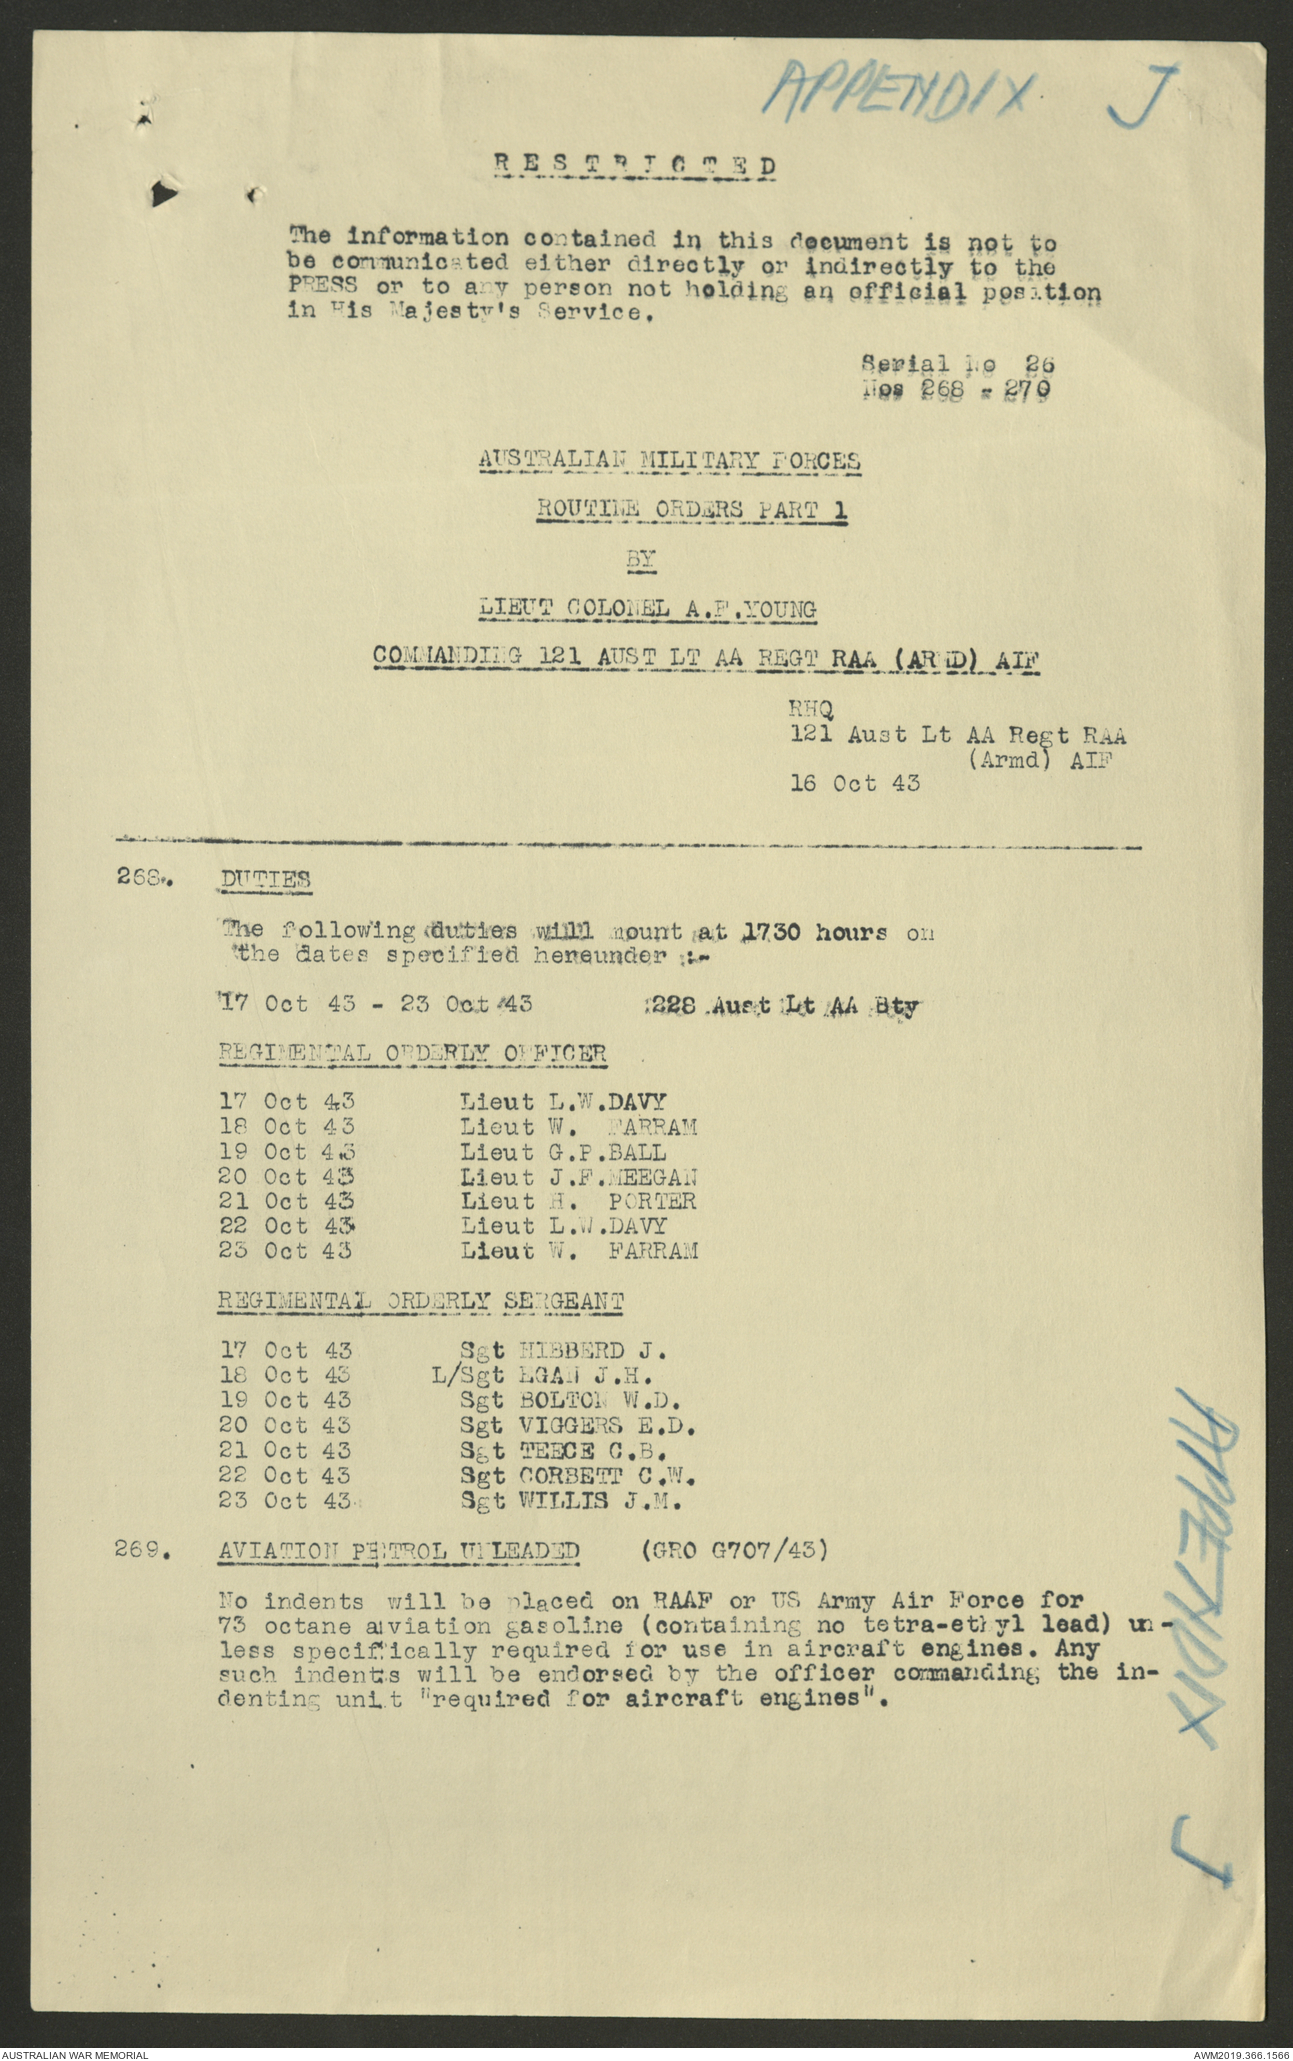 APPENDIX J
RESTRICTED
The information contained in this document is not to
be communicated either directly or indirectly to the
PRESS or to any person not holding an official position
in His Majesty's Service.
Serial No 26
Nos 268 - 270
AUSTRALIAN MILITARY FORCES
ROUTINE ORDERS PART 1
BY
LIEUT COLONEL A.F.YOUNG
COMMANDING 121 AUST LT AA REGT RAA (ARMD) AIF
RHQ
121 Aust Lt AA Regt RAA
(Armd) AIF
16 Oct 43
268. DUTIES
The following duties will mount at 1730 hours on
the dates specified hereunder :-
17 Oct 43 - 23 Oct 43 228 Aust Lt AA Bty
REGIMENTAL ORDERLY OFFICER
17 Oct 43 Lieut L.W.DAVY
18 Oct 43 Lieut W. FARRAM
19 Oct 43 Lieut G.P.BALL
20 Oct 43 Lieut J.F.MEEGAN
21 Oct 43 Lieut H. PORTER
22 Oct 43 Lieut L.W.DAVY
23 Oct 43 Lieut W. FARRAM
REGIMENTAL ORDERLY SERGEANT
17 Oct 43 Sgt HIBBERD J.
18 Oct 43 L/Sgt EGAN J.H.
19 Oct 43 Sgt BOLTON W.D.
20 Oct 43 Sgt VIGGERS E.D.
21 Oct 43 Sgt TEECE C.B.
22 Oct 43 Sgt CORBETT C.W.
23 Oct 43 Sgt WILLIS J.M.
269. AVIATION PETROL UNLEADED (GRO G707/43)
No indents will be placed on RAAF or US Army Air Force for
73 octane aviation gasoline (containing no tetra-ethyl lead) un-
less specifically required for use in aircraft engines. Any
such indents will be endorsed by the officer commanding the in-
denting unit "required for aircraft engines".
APPENDIX J
AUSTRALIAN WAR MEMORIAL
AWM2019.366.1566